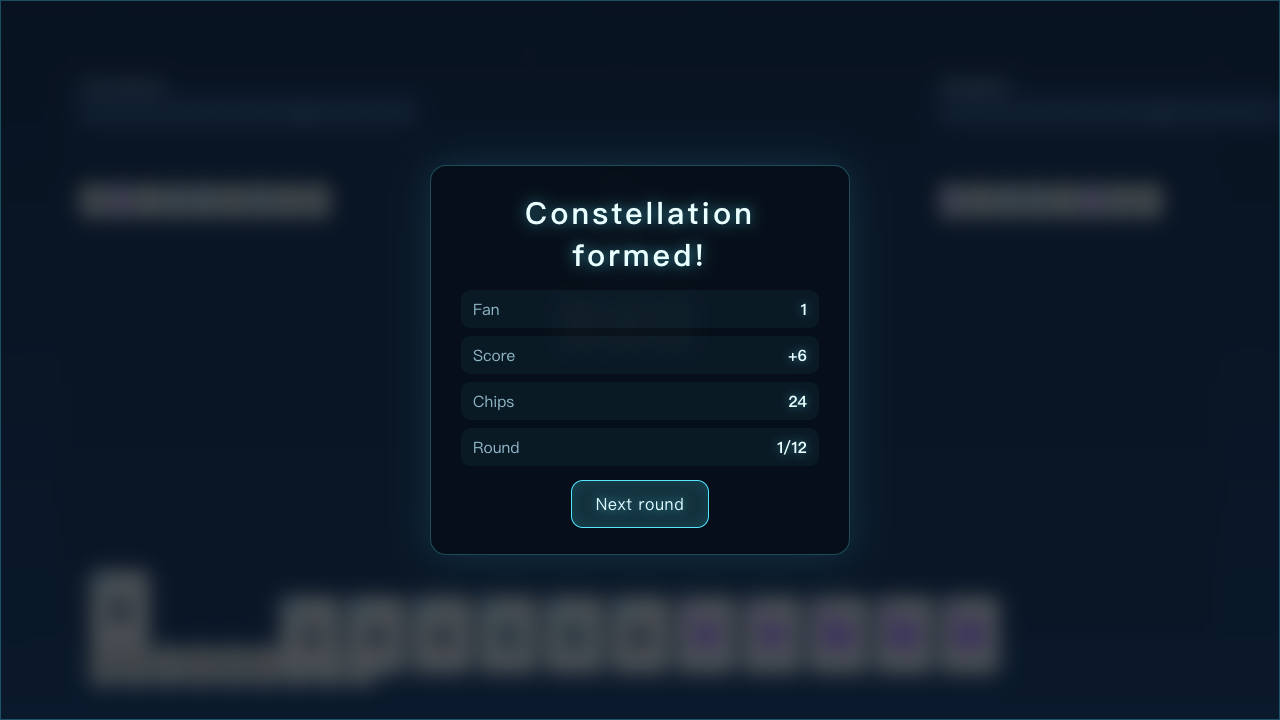 Constellation
formed!
Fan 1
Score +6
Chips 24
Round 1/12
Next round